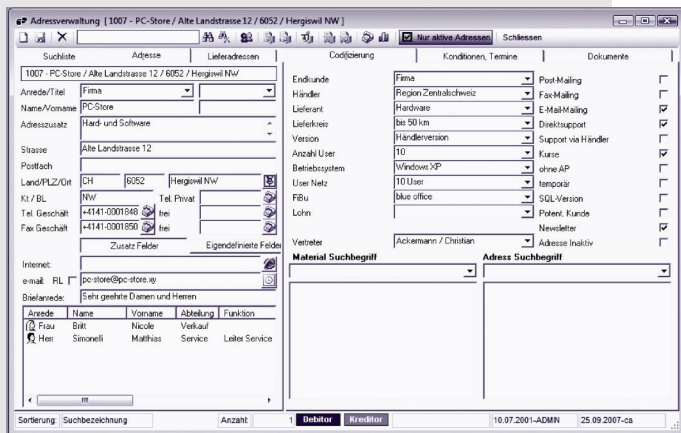 Adressverwaltung [ 1007 - PC-Store / Alte Landstrasse 12 / 6052 / Hergiswil NW ]
Nur aktive Adressen Schliessen
Suchliste Adresse Lieferadressen Codifizierung Konditionen, Termine Dokumente
1007 - PC-Store / Alte Landstrasse 12 / 6052 / Hergiswil NW
Anrede/Titel Firma
Name/Vorname PC-Store
Adresszusatz Hard- und Software
Strasse Alte Landstrasse 12
Postfach
Land/PLZ/Ort CH 6052 Hergiswil NW
Kt / BL NW Tel. Privat
Tel. Geschäft +4141-0001848 frei
Fax Geschäft +4141-0001850 frei
Zusatz Felder Eigendefinierte Felder
Internet:
e-mail: RL pc-store@pc-store.xy
Briefanrede: Sehr geehrte Damen und Herren
Anrede Name Vorname Abteilung Funktion
Frau Britt Nicole Verkauf
Herr Simonelli Matthias Service Leiter Service
Endkunde Firma Post-Mailing
Händler Region Zentralschweiz Fax-Mailing
Lieferant Hardware E-Mail-Mailing
Lieferkreis bis 50 km Direktsupport
Version Händlerversion Support via Händler
Anzahl User 10 Kurse
Betriebssystem Windows XP ohne AP
User Netz 10 User temporär
FiBu blue office SQL-Version
Lohn Potent. Kunde
Newsletter
Vertreter Ackermann / Christian Adresse Inaktiv
Material Suchbegriff Adress Suchbegriff
Sortierung: Suchbezeichnung Anzahl: 1 Debitor Kreditor 10.07.2001-ADMIN 25.09.2007-ca